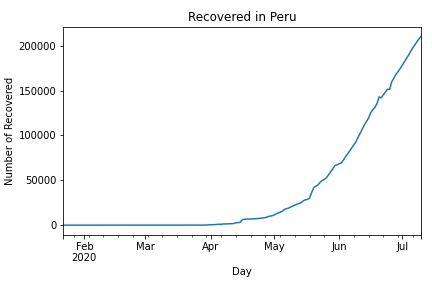 Recovered in Peru
200000
150000
100000
50000
0
Number of Recovered
Feb Mar Apr May Jun Jul
2020
Day